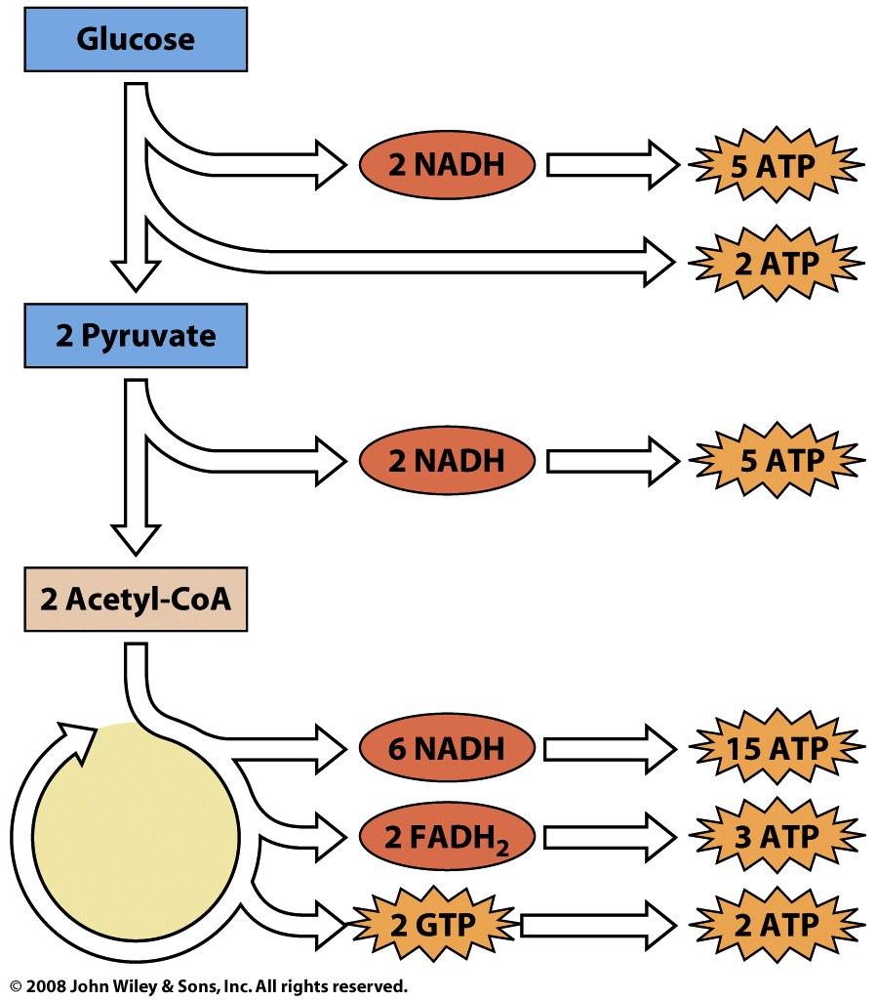 Glucose
2 NADH
5 ATP
2 ATP
2 Pyruvate
2 NADH
5 ATP
2 Acetyl-CoA
6 NADH
15 ATP
2 FADH₂
3 ATP
2 GTP
2 ATP
© 2008 John Wiley & Sons, Inc. All rights reserved.